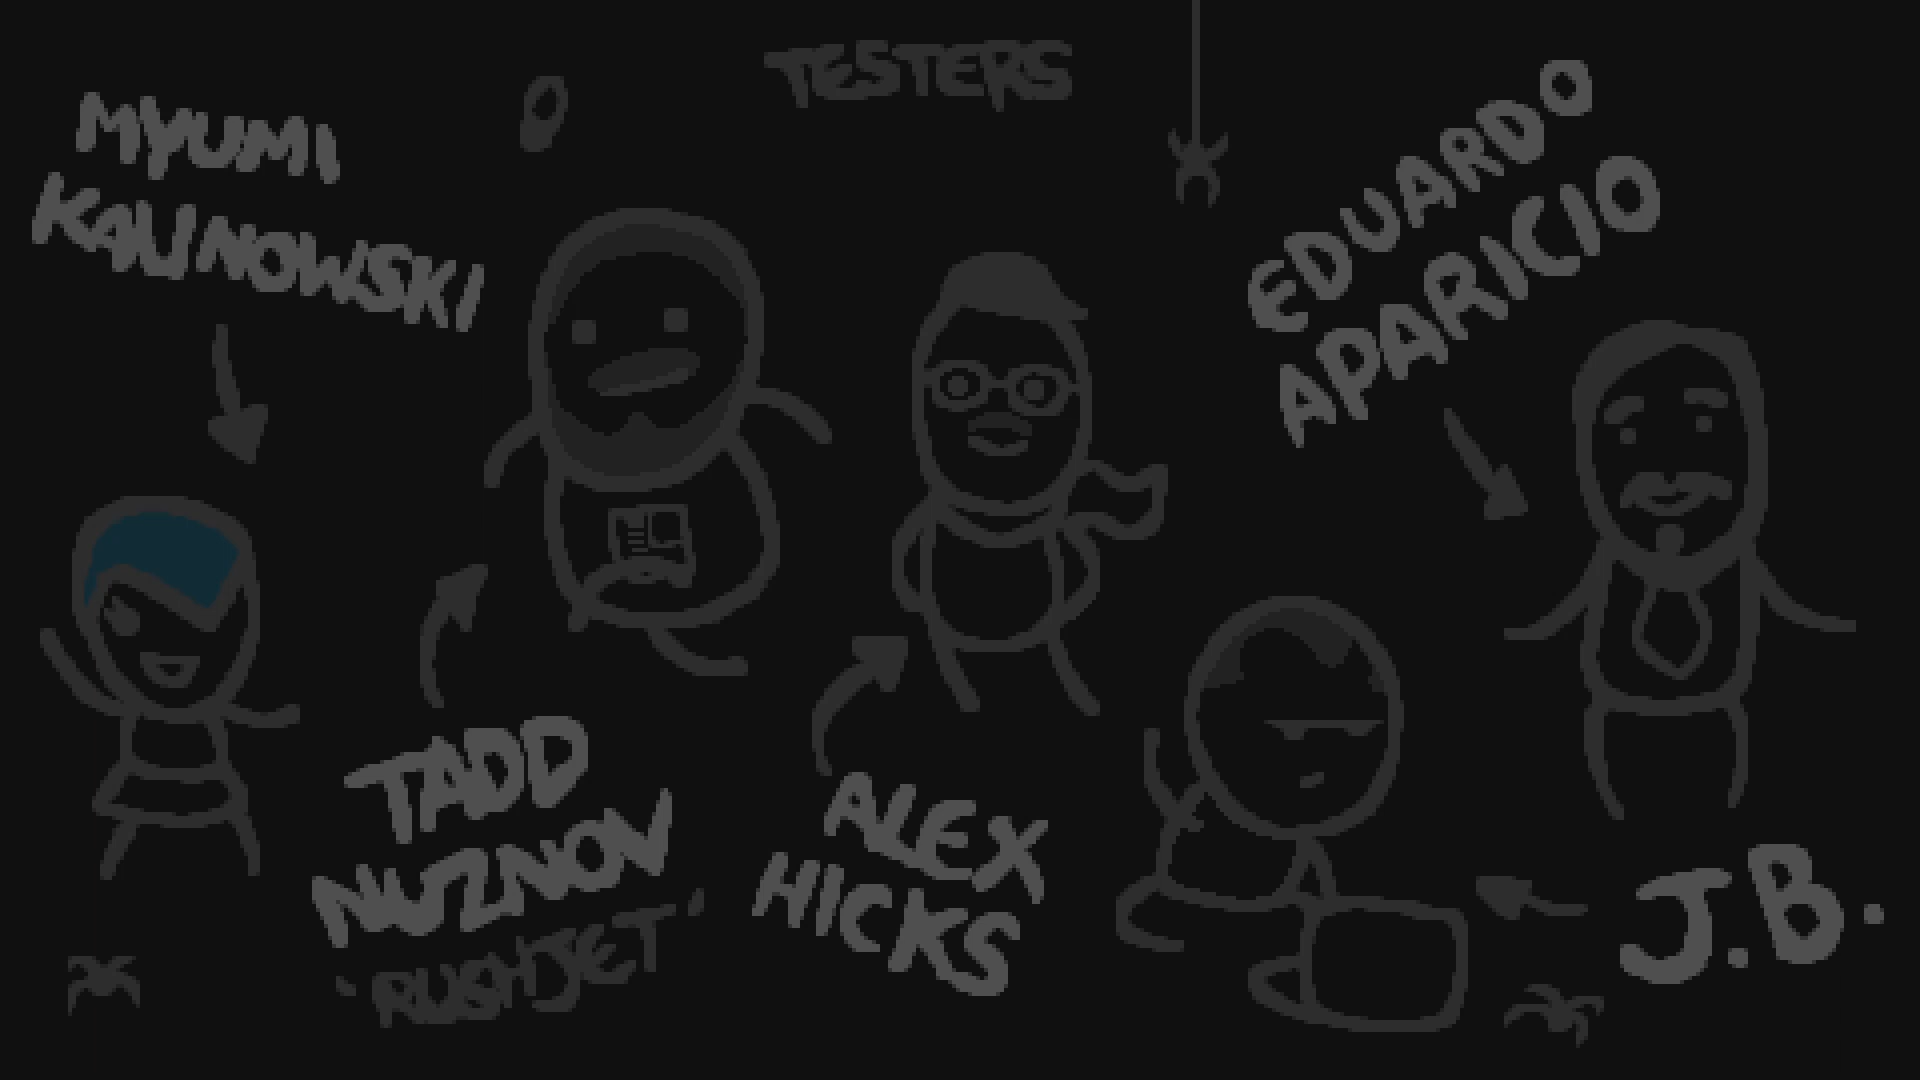 TESTERS
MYUMI
KALINOWSKI
EDUARDO
APARICIO
TADD
NUZNOV
'RUSHJET'
ALEX
HICKS
J.B.